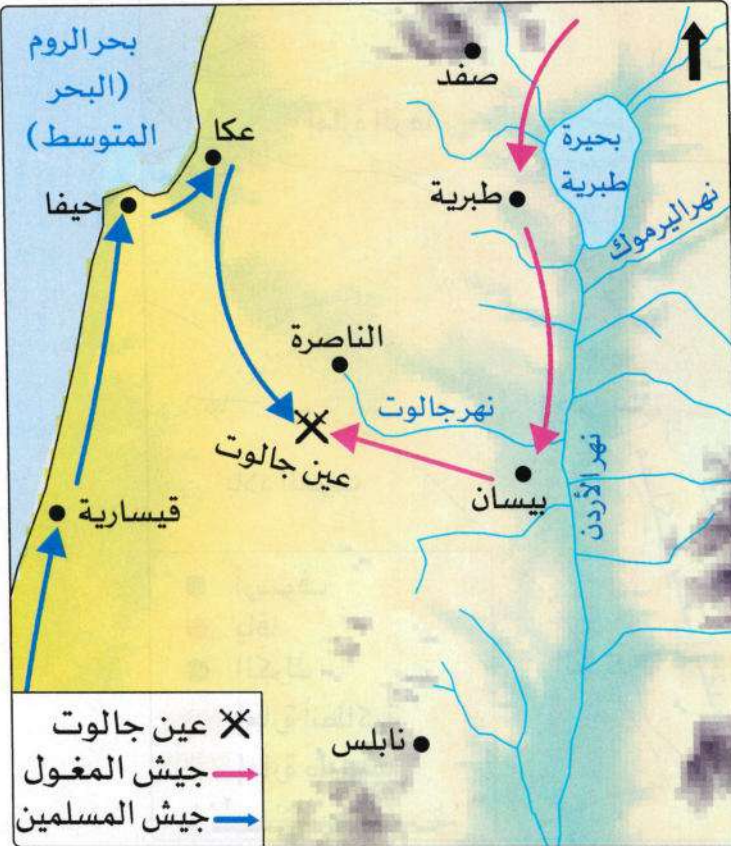 بحر الروم
(البحر
المتوسط)
صفد
عكا
بحيرة
طبرية
حيفا
طبرية
نهر اليرموك
الناصرة
نهر جالوت
عين جالوت
بيسان
نهر الأردن
قيسارية
نابلس
عين جالوت
جيش المغول
جيش المسلمين